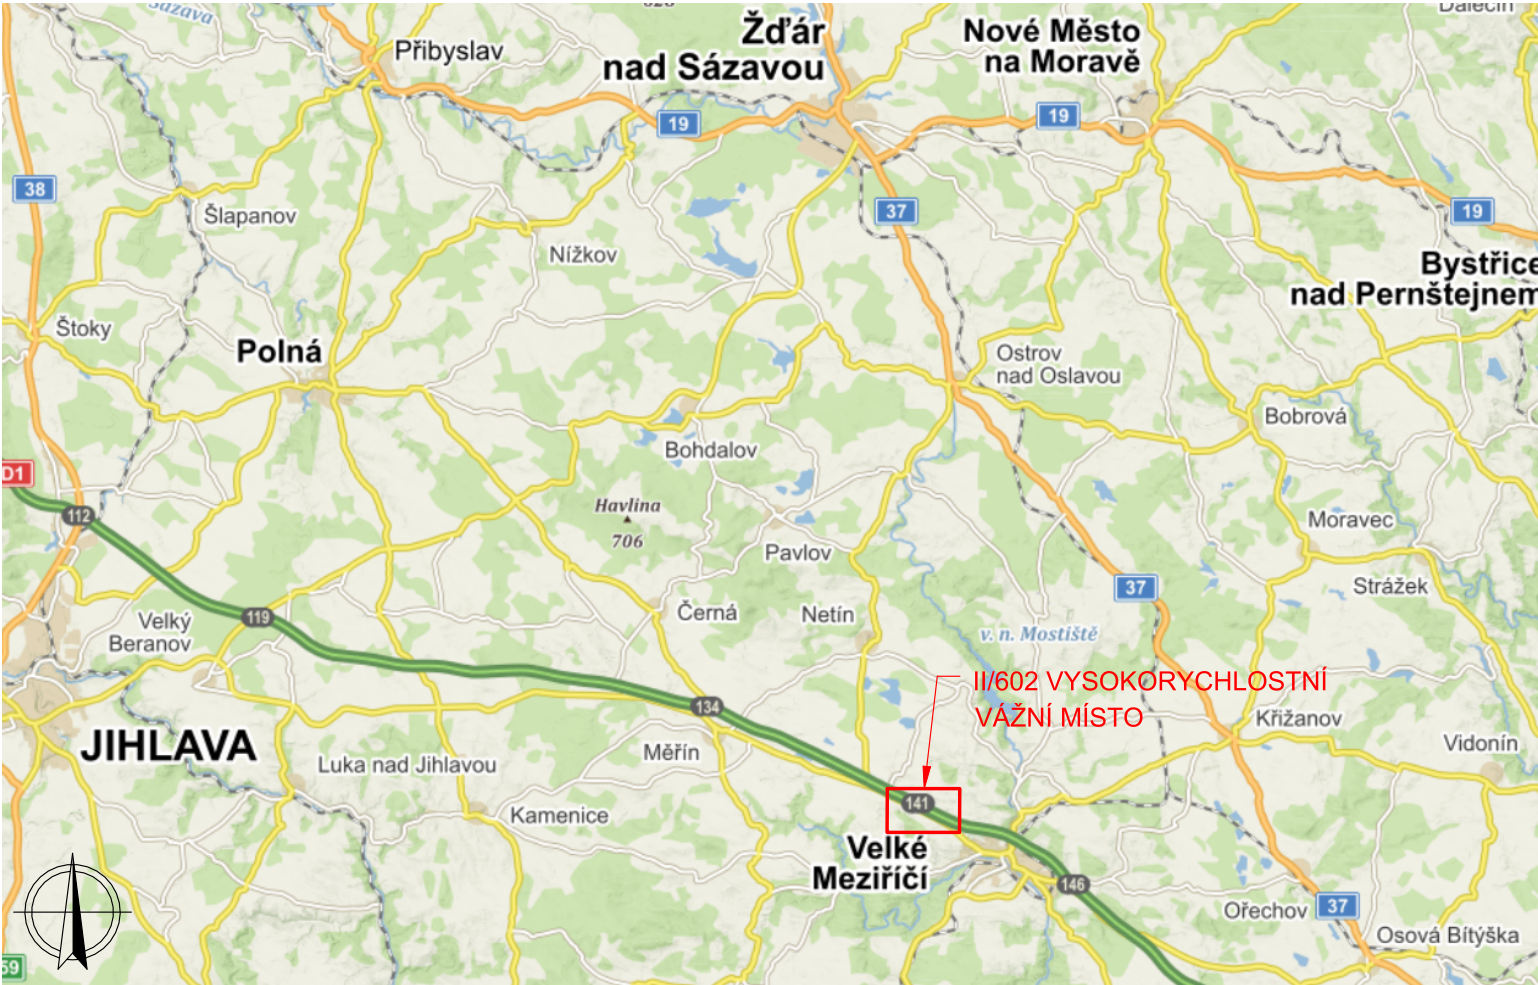 Sázava
Přibyslav
Žďár
nad Sázavou
Nové Město
na Moravě
19
19
38
Šlapanov
37
19
Nížkov
Bystřice
nad Pernštejnem
Štoky
Polná
Ostrov
nad Oslavou
Bobrová
Bohdalov
D1
Havlina
706
112
Moravec
Pavlov
Strážek
37
Velký
Beranov
119
Černá
Netín
v. n. Mostiště
II/602 VYSOKORYCHLOSTNÍ
VÁŽNÍ MÍSTO
134
Křižanov
JIHLAVA
Měřín
Vidonín
Luka nad Jihlavou
141
Kamenice
Velké
Meziříčí
146
Ořechov
37
Osová Bítýška
59